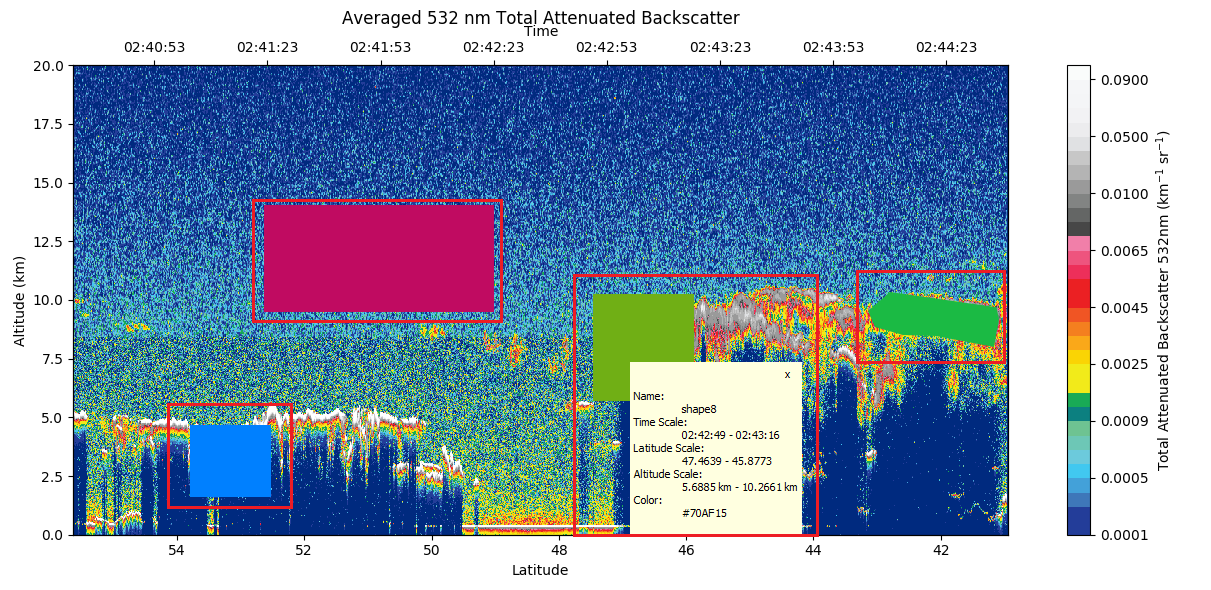 Averaged 532 nm Total Attenuated Backscatter
Time
02:40:53 02:41:23 02:41:53 02:42:23 02:42:53 02:43:23 02:43:53 02:44:23
20.0
17.5
15.0
12.5
10.0
7.5
5.0
2.5
0.0
Altitude (km)
x
Name:
shape8
Time Scale:
02:42:49 - 02:43:16
Latitude Scale:
47.4639 - 45.8773
Altitude Scale:
5.6885 km - 10.2661 km
Color:
#70AF15
54 52 50 48 46 44 42
Latitude
0.0900
0.0500
0.0100
0.0065
0.0045
0.0025
0.0009
0.0005
0.0001
Total Attenuated Backscatter 532nm (km⁻¹ sr⁻¹)